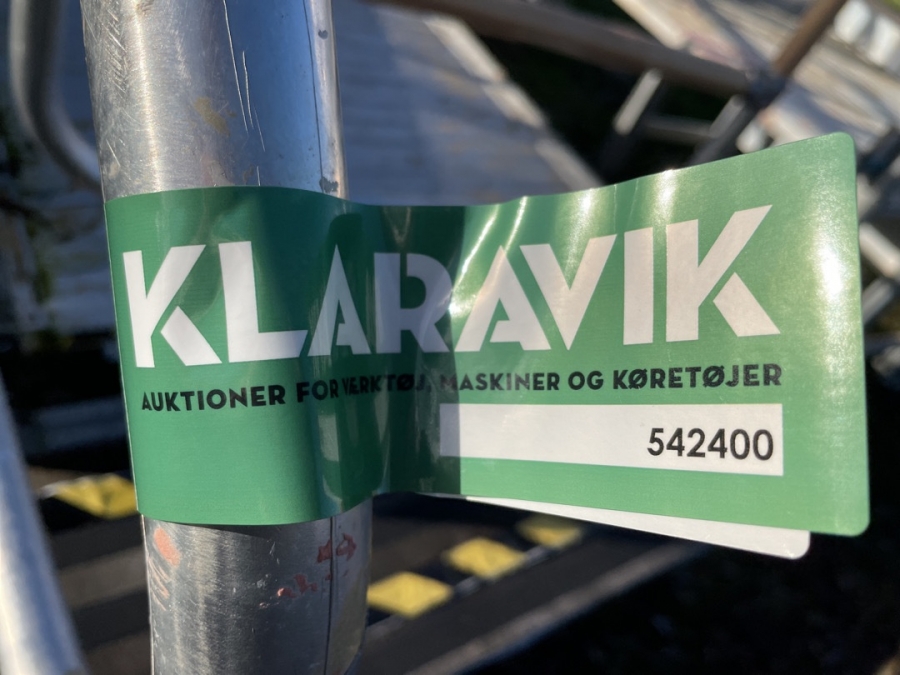 KLARAVIK
AUKTIONER FOR VÆRKTØJ, MASKINER OG KØRETØJER
542400